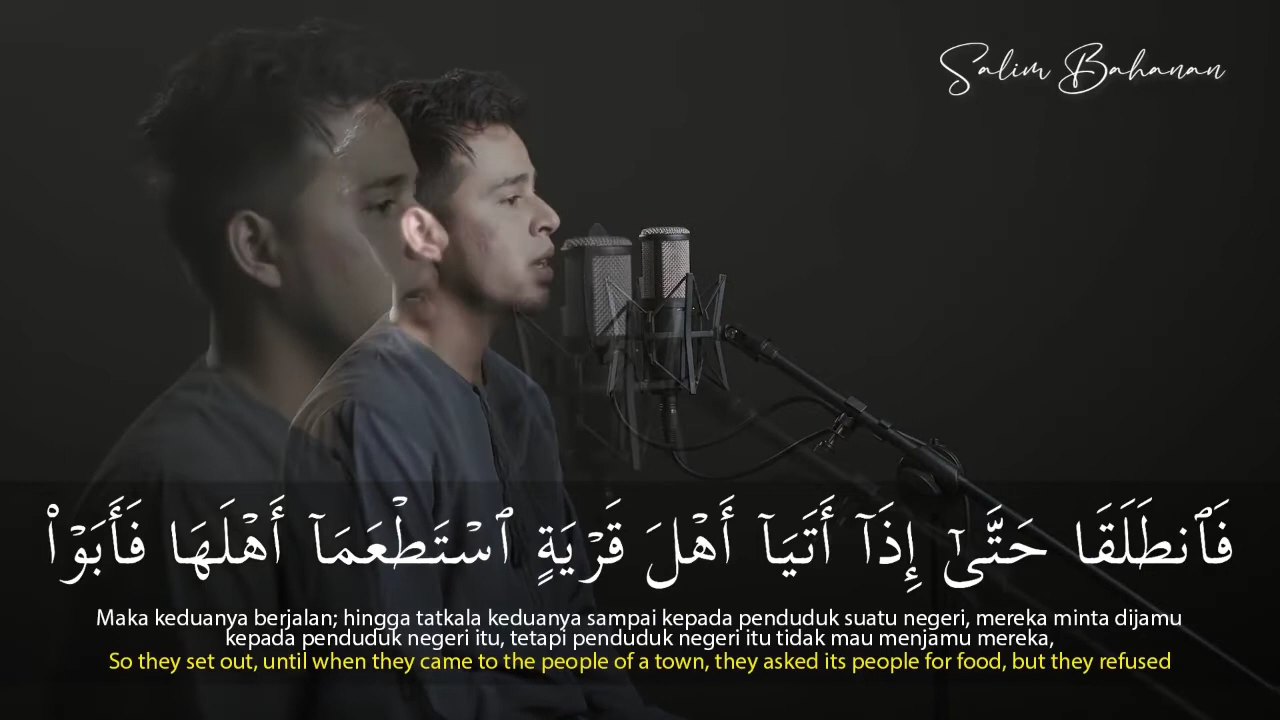 Salim Bahanan
فَٱنطَلَقَا حَتَّىٰٓ إِذَآ أَتَيَآ أَهْلَ قَرْيَةٍ ٱسْتَطْعَمَآ أَهْلَهَا فَأَبَوْا۟
Maka keduanya berjalan; hingga tatkala keduanya sampai kepada penduduk suatu negeri, mereka minta dijamu
kepada penduduk negeri itu, tetapi penduduk negeri itu tidak mau menjamu mereka,
So they set out, until when they came to the people of a town, they asked its people for food, but they refused